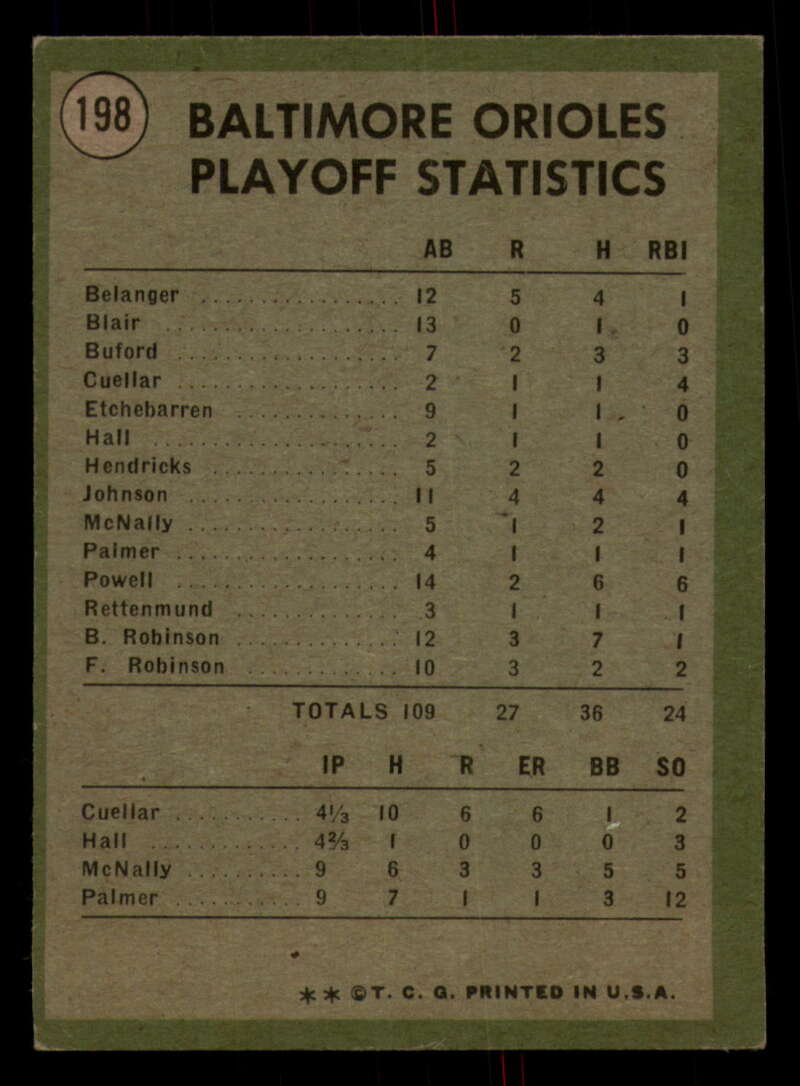 198
BALTIMORE ORIOLES
PLAYOFF STATISTICS
AB R H RBI
Belanger ................. 12 5 4 1
Blair .................... 13 0 1 0
Buford ................... 7 2 3 3
Cuellar ................... 2 1 1 4
Etchebarren .............. 9 1 1 0
Hall ..................... 2 1 1 0
Hendricks ................ 5 2 2 0
Johnson .................. 11 4 4 4
McNally .................. 5 1 2 1
Palmer ................... 4 1 1 1
Powell ................... 14 2 6 6
Rettenmund .............. 3 1 1 1
B. Robinson .............. 12 3 7 1
F. Robinson ............. 10 3 2 2
TOTALS 109 27 36 24
IP H R ER BB SO
Cuellar ........... 4⅓ 10 6 6 1 2
Hall ............. 4⅔ 1 0 0 0 3
McNally .......... 9 6 3 3 5 5
Palmer ........... 9 7 1 1 3 12
** ©T. C. G. PRINTED IN U.S.A.